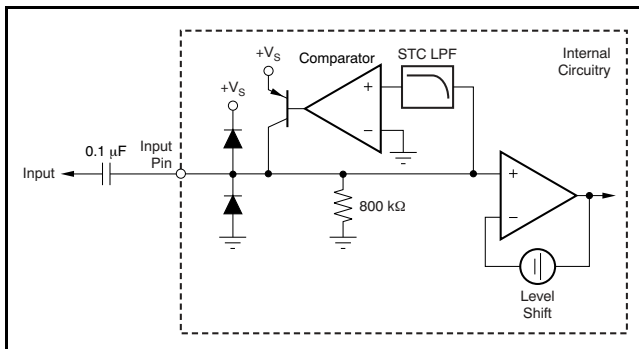 +VS
Comparator
STC LPF
Internal
Circuitry
+VS
+
−
0.1 µF
Input
Pin
Input
800 kΩ
+
−
Level
Shift